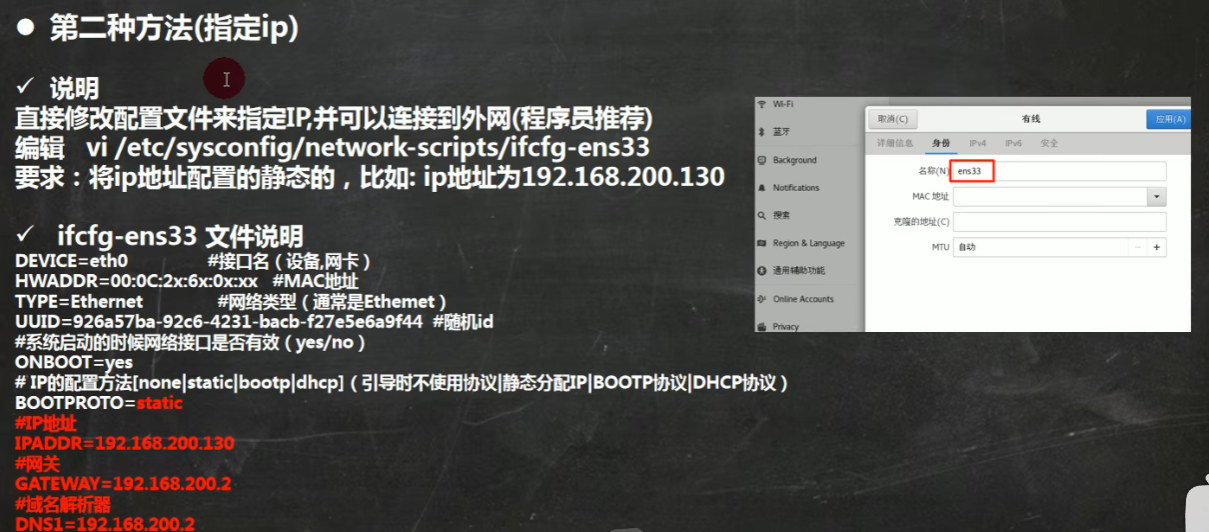 ● 第二种方法(指定ip)
✓ 说明
直接修改配置文件来指定IP,并可以连接到外网(程序员推荐)
编辑 vi /etc/sysconfig/network-scripts/ifcfg-ens33
要求：将ip地址配置的静态的，比如: ip地址为192.168.200.130
✓ ifcfg-ens33 文件说明
DEVICE=eth0 #接口名（设备,网卡）
HWADDR=00:0C:2x:6x:0x:xx #MAC地址
TYPE=Ethernet #网络类型（通常是Ethemet）
UUID=926a57ba-92c6-4231-bacb-f27e5e6a9f44 #随机id
#系统启动的时候网络接口是否有效（yes/no）
ONBOOT=yes
# IP的配置方法[none|static|bootp|dhcp]（引导时不使用协议|静态分配IP|BOOTP协议|DHCP协议）
BOOTPROTO=static
#IP地址
IPADDR=192.168.200.130
#网关
GATEWAY=192.168.200.2
#域名解析器
DNS1=192.168.200.2
Wi-Fi
蓝牙
Background
Notifications
搜索
Region & Language
通用辅助功能
Online Accounts
Privacy
取消(C) 有线 应用(A)
详细信息 身份 IPv4 IPv6 安全
名称(N) ens33
MAC 地址
克隆的地址(C)
MTU 自动 − +